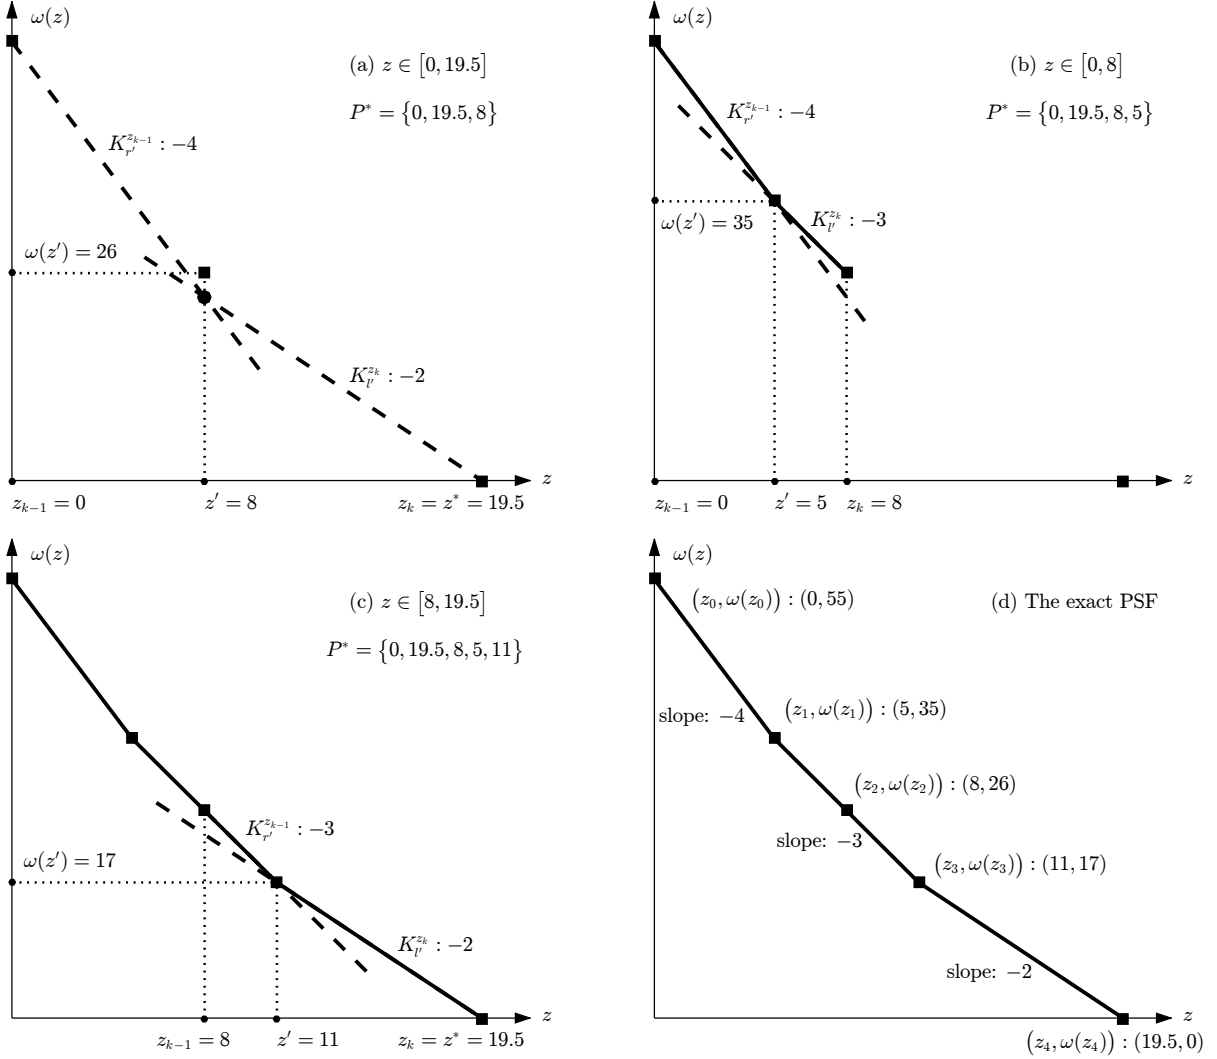 ω(z)
(a) z ∈ [0, 19.5]
P* = {0, 19.5, 8}
K_{r′}^{z_{k−1}} : −4
ω(z′) = 26
K_{l′}^{z_k} : −2
z
z_{k−1} = 0
z′ = 8
z_k = z* = 19.5
ω(z)
(b) z ∈ [0, 8]
P* = {0, 19.5, 8, 5}
K_{r′}^{z_{k−1}} : −4
ω(z′) = 35
K_{l′}^{z_k} : −3
z
z_{k−1} = 0
z′ = 5
z_k = 8
ω(z)
(c) z ∈ [8, 19.5]
P* = {0, 19.5, 8, 5, 11}
K_{r′}^{z_{k−1}} : −3
ω(z′) = 17
K_{l′}^{z_k} : −2
z
z_{k−1} = 8
z′ = 11
z_k = z* = 19.5
ω(z)
(z_0, ω(z_0)) : (0, 55)
(d) The exact PSF
slope: −4
(z_1, ω(z_1)) : (5, 35)
(z_2, ω(z_2)) : (8, 26)
slope: −3
(z_3, ω(z_3)) : (11, 17)
slope: −2
z
(z_4, ω(z_4)) : (19.5, 0)